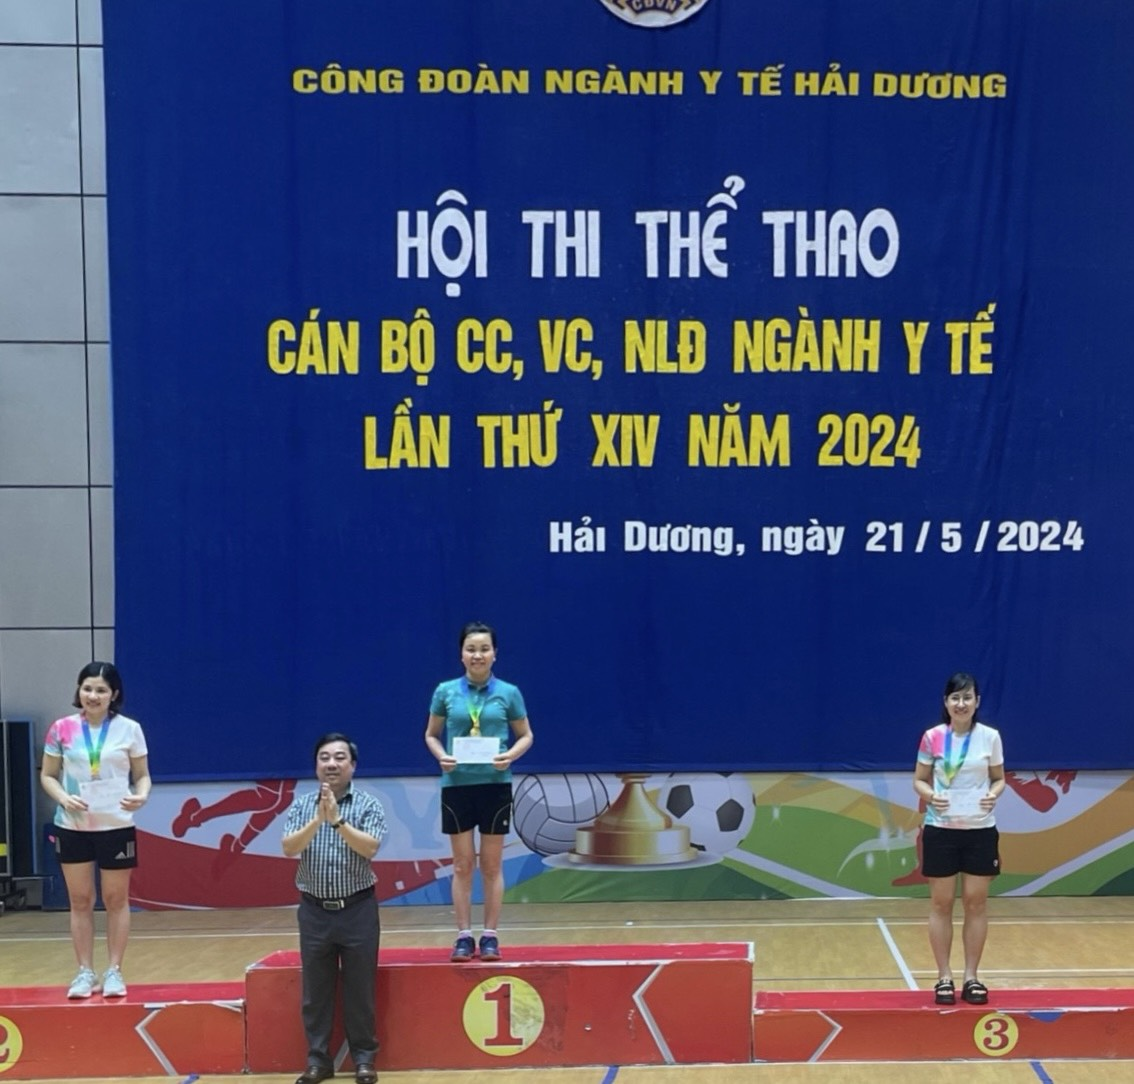 CĐVN
CÔNG ĐOÀN NGÀNH Y TẾ HẢI DƯƠNG
HỘI THI THỂ THAO
CÁN BỘ CC, VC, NLĐ NGÀNH Y TẾ
LẦN THỨ XIV NĂM 2024
Hải Dương, ngày 21/5/2024
2
1
3